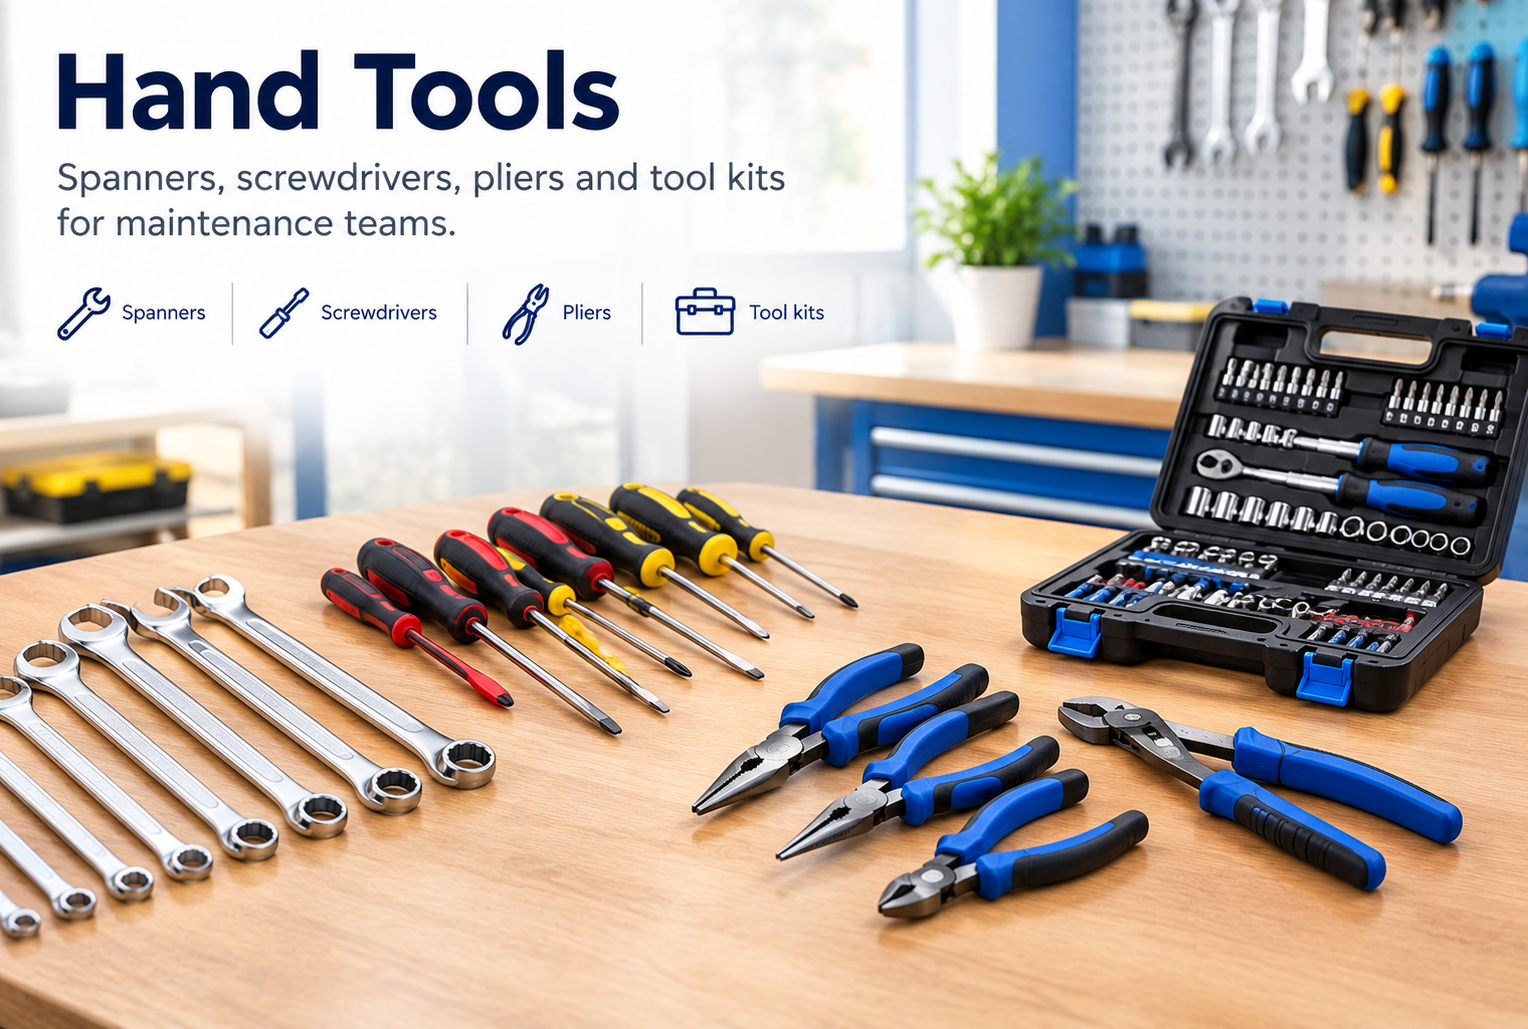 Hand Tools
Spanners, screwdrivers, pliers and tool kits
for maintenance teams.
Spanners
Screwdrivers
Pliers
Tool kits